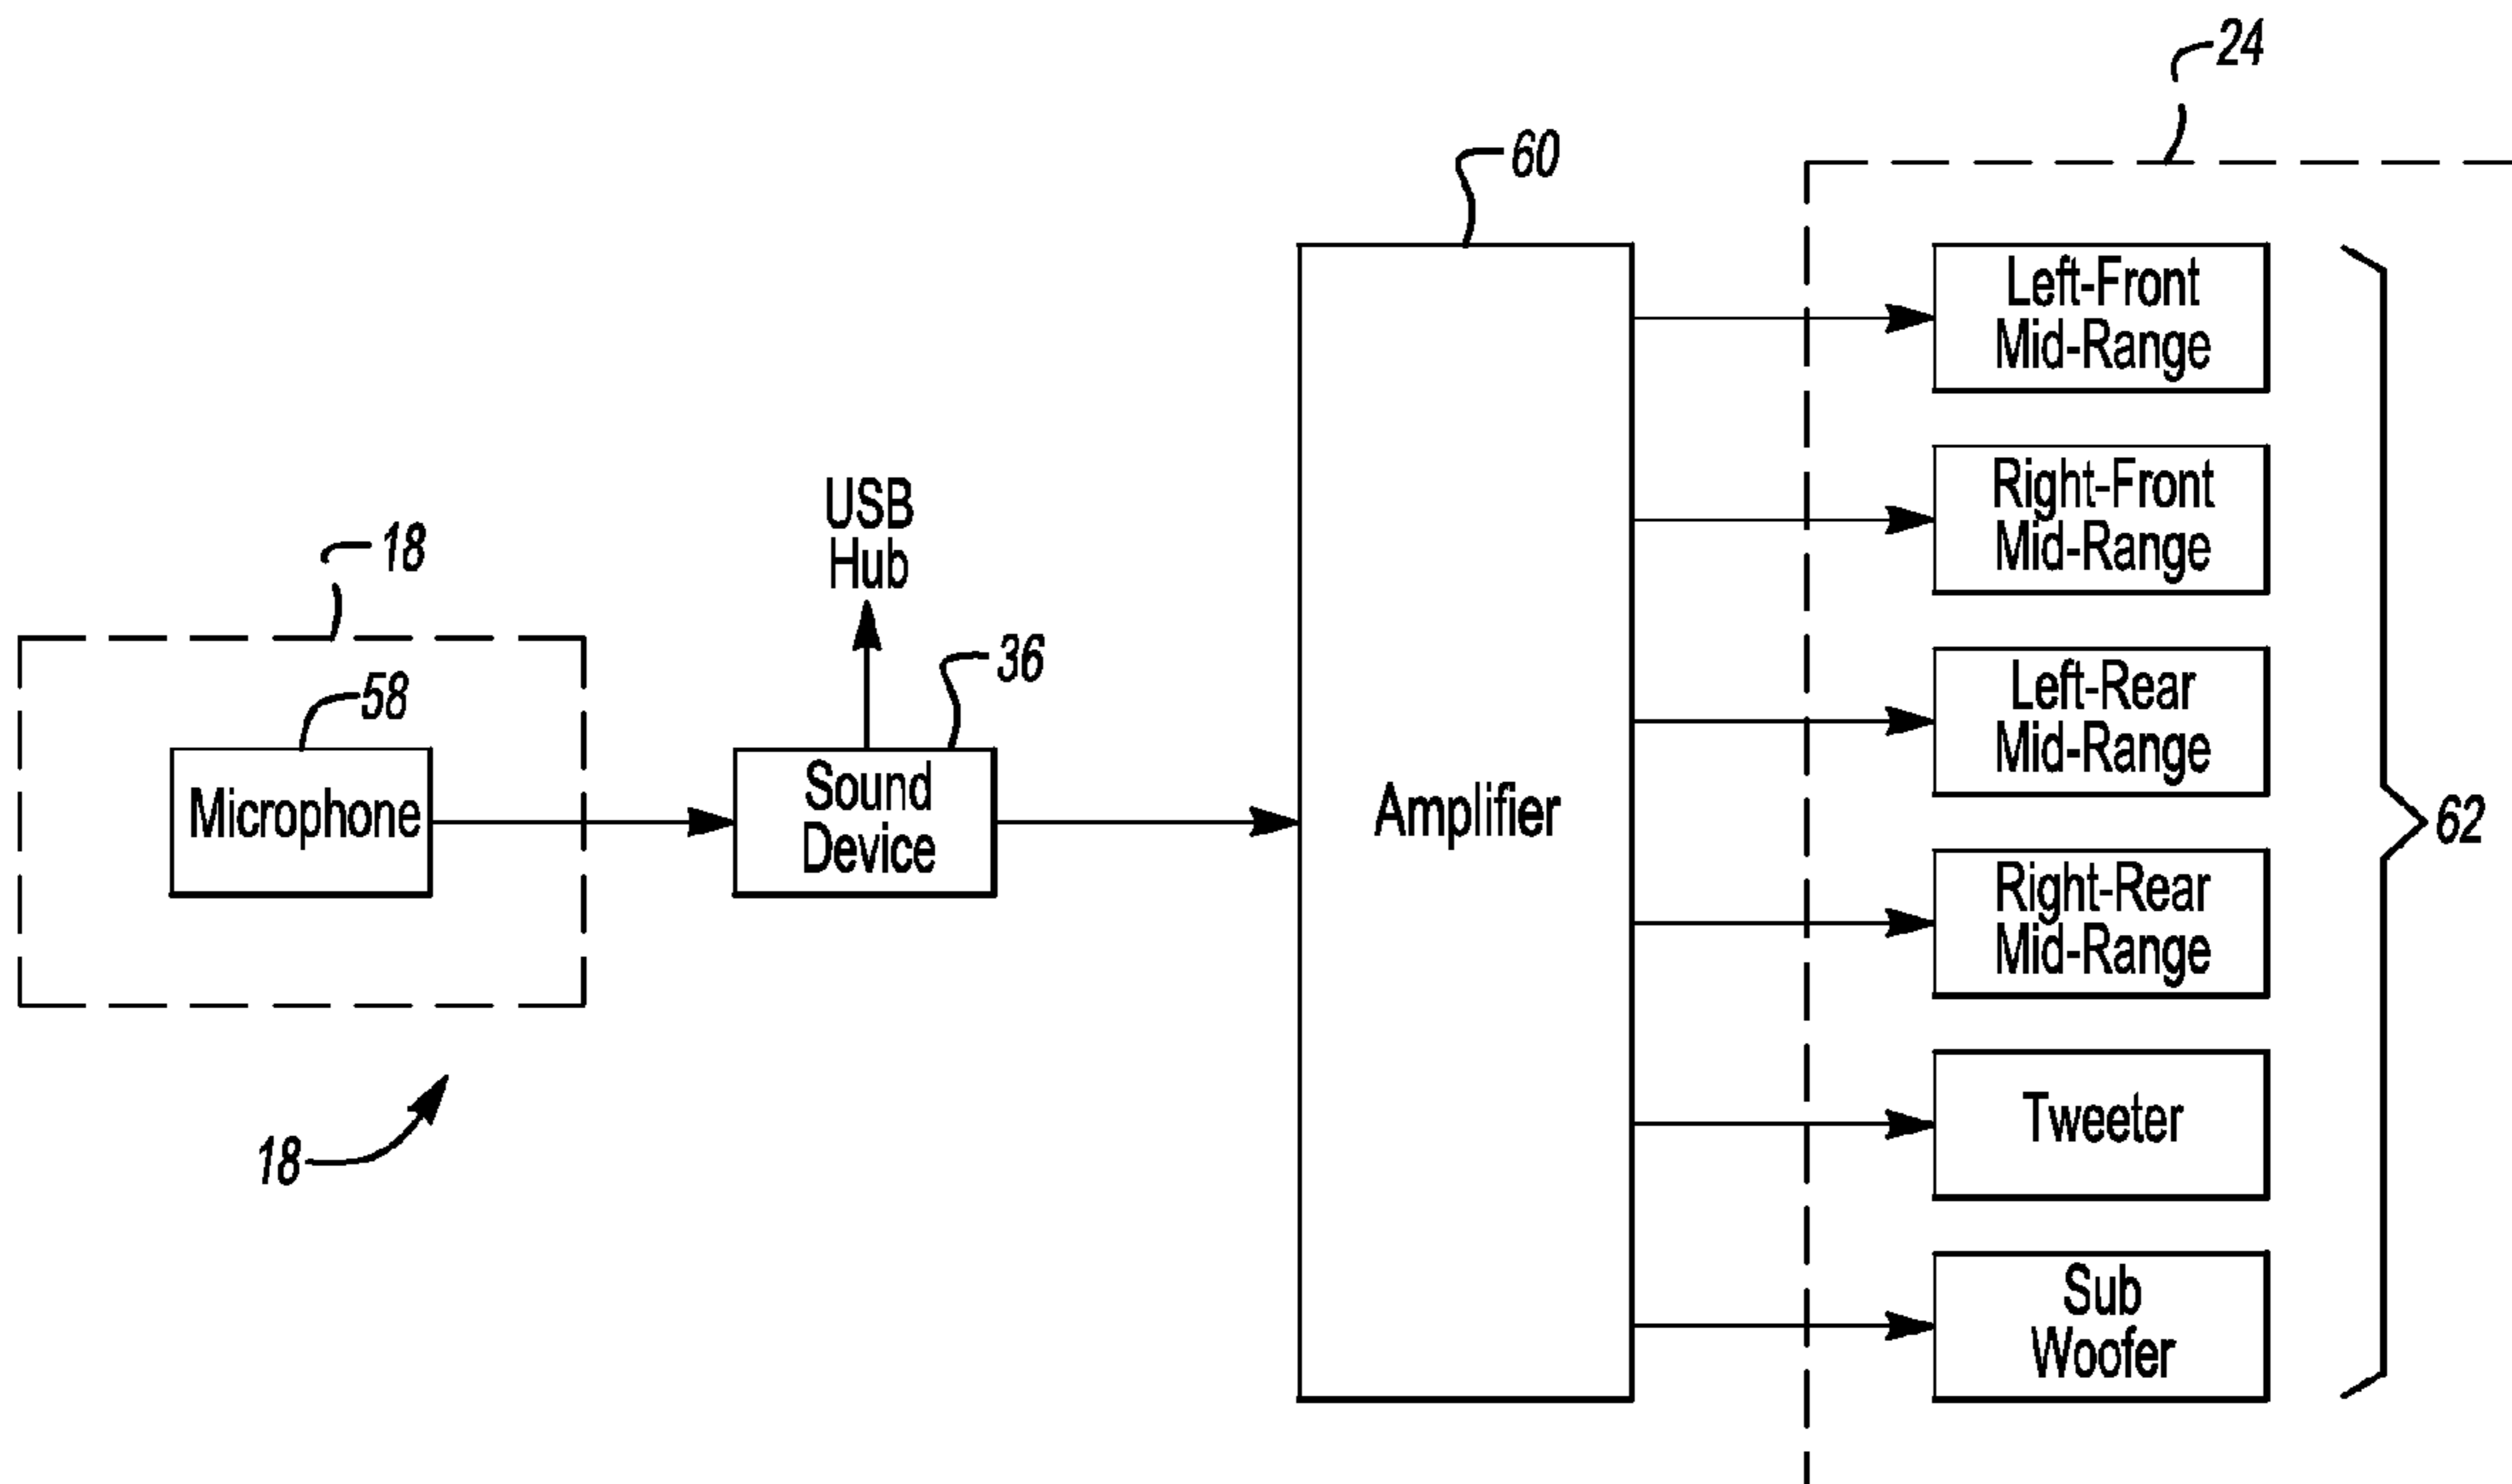 24
60
Left-Front
Mid-Range
Right-Front
Mid-Range
USB
Hub
18
36
58
Left-Rear
Mid-Range
Microphone
Sound
Device
Amplifier
62
Right-Rear
Mid-Range
Tweeter
18
Sub
Woofer